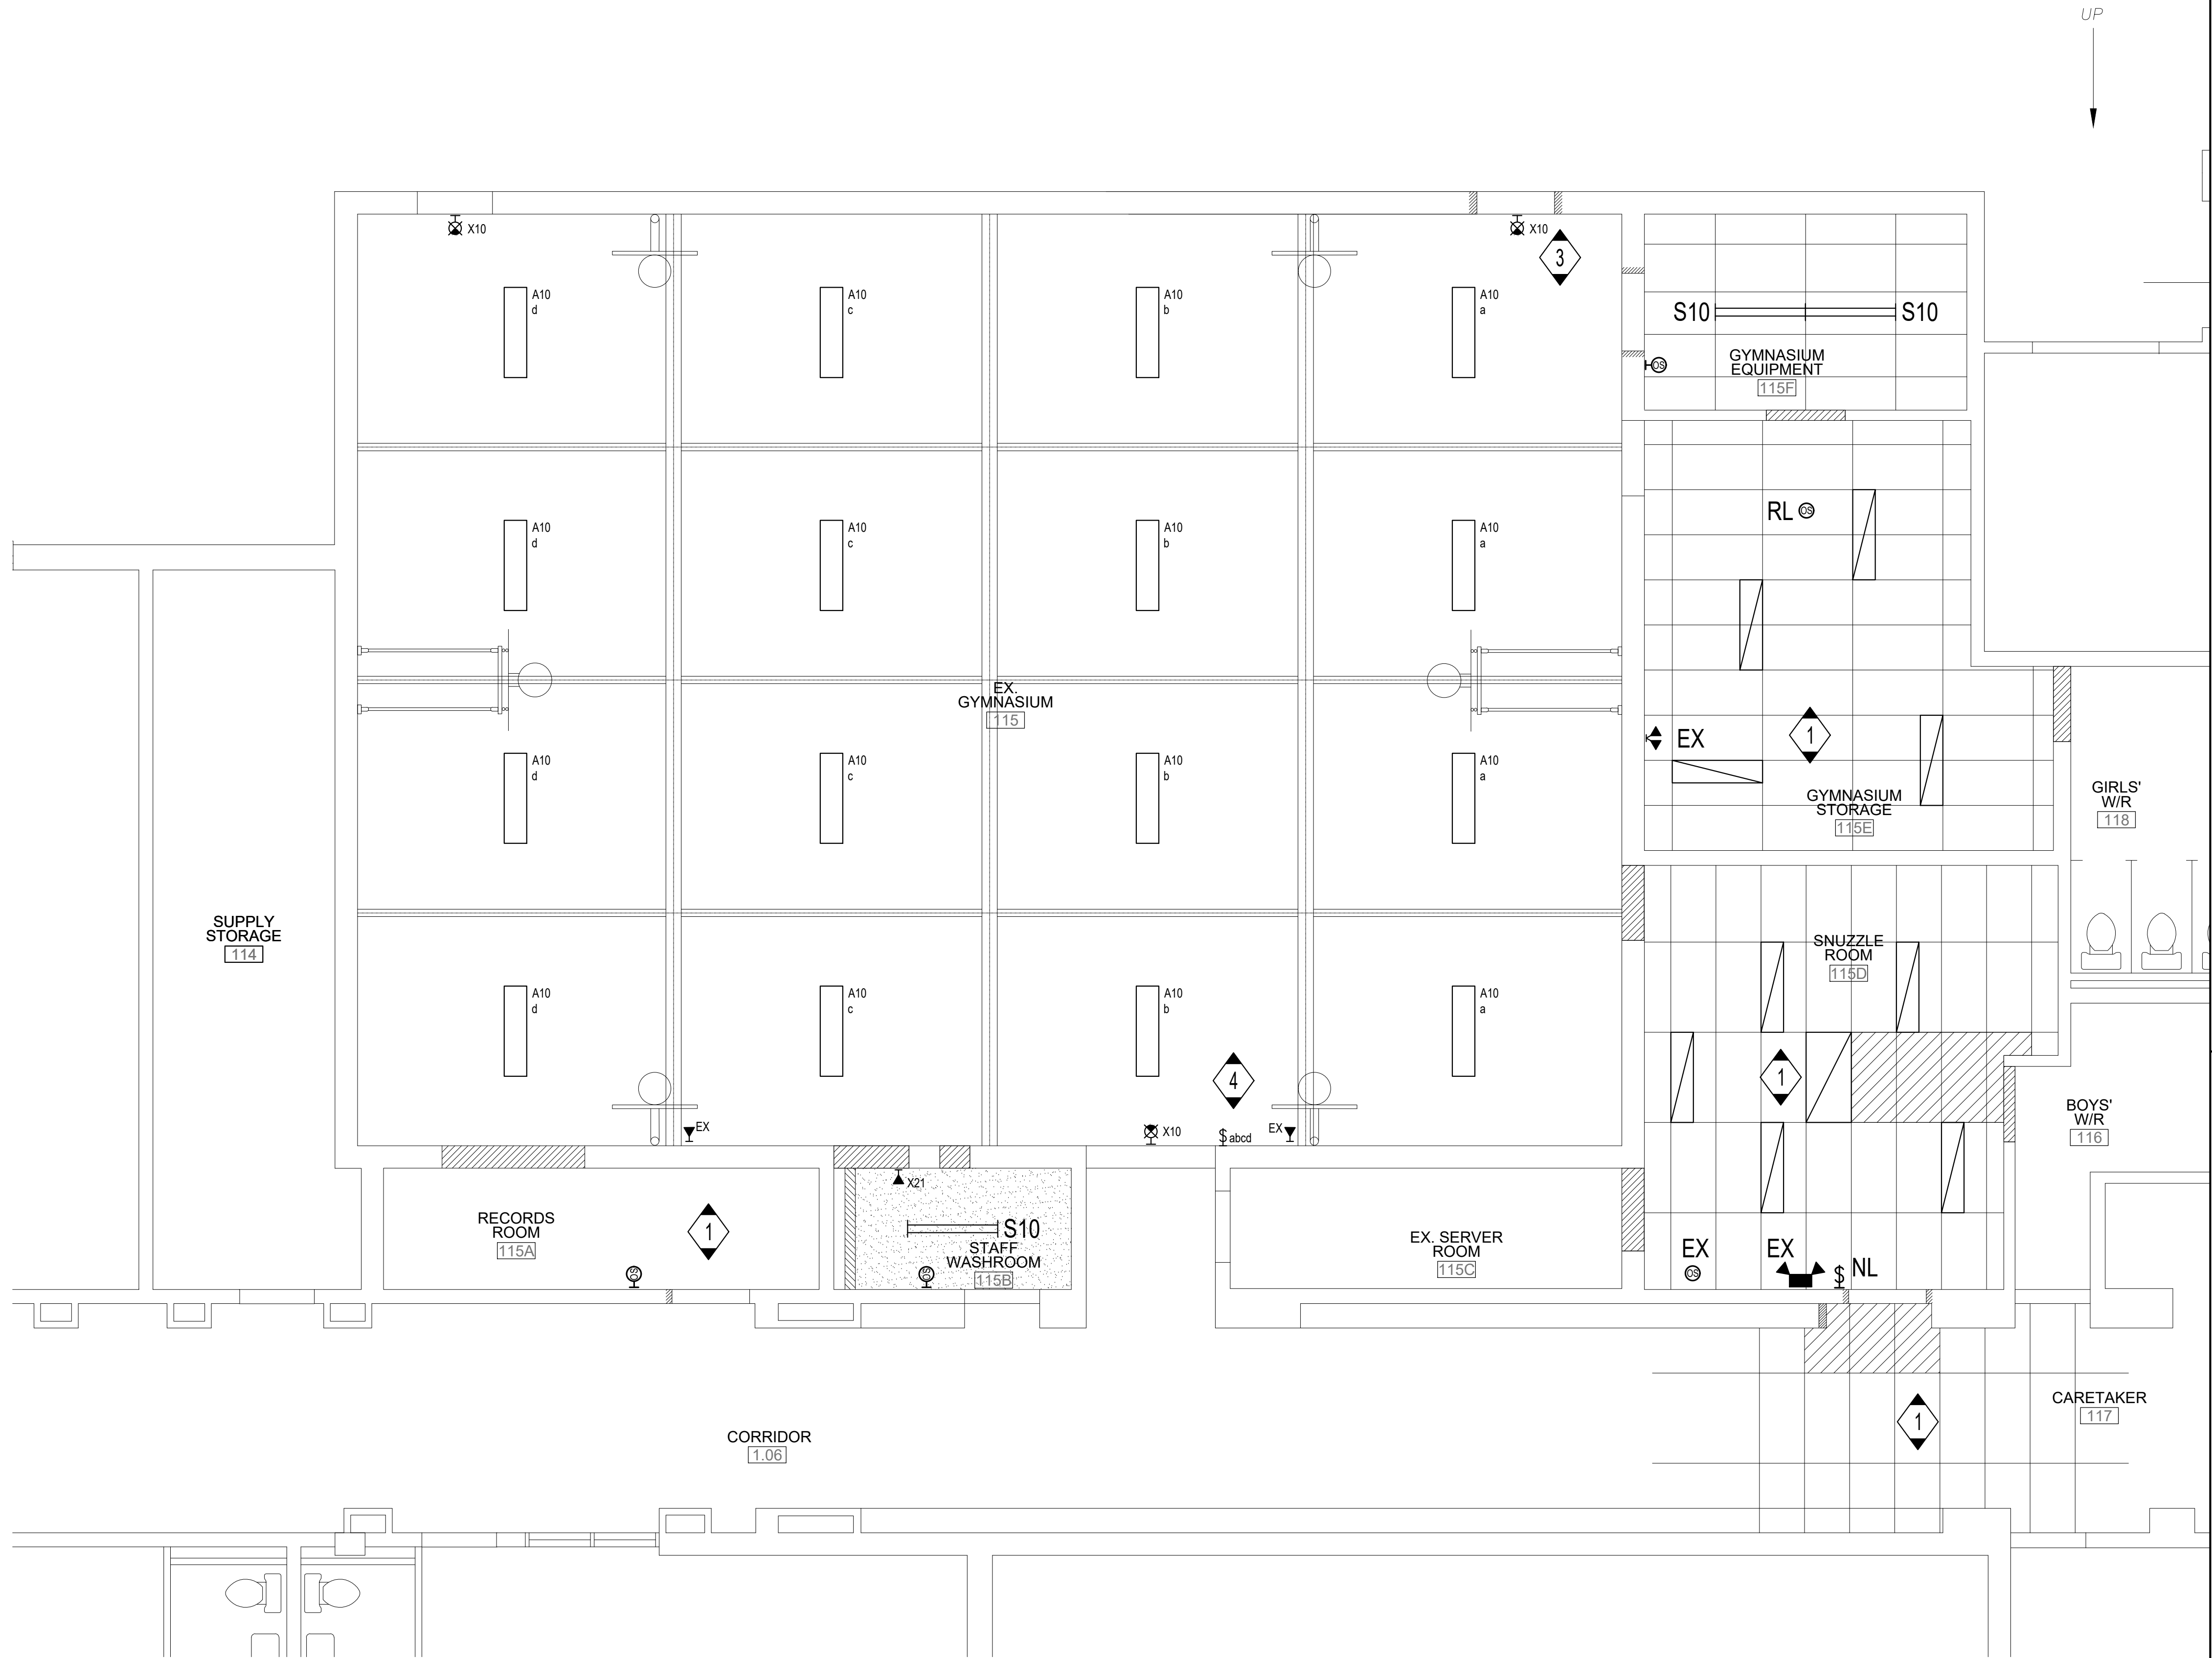 UP
X10
X10
3
A10
d
A10
c
A10
b
A10
a
S10
S10
OS
GYMNASIUM
EQUIPMENT
115F
A10
d
A10
c
A10
b
A10
a
RL
OS
EX.
GYMNASIUM
115
EX
1
A10
d
A10
c
A10
b
A10
a
GYMNASIUM
STORAGE
115E
GIRLS'
W/R
118
SUPPLY
STORAGE
114
SNUZZLE
ROOM
115D
A10
d
A10
c
A10
b
A10
a
4
1
EX
X10
$ abcd
EX
BOYS'
W/R
116
X21
RECORDS
ROOM
115A
1
OS
S10
STAFF
WASHROOM
115B
OS
EX. SERVER
ROOM
115C
EX
OS
EX
$ NL
CORRIDOR
1.06
1
CARETAKER
117